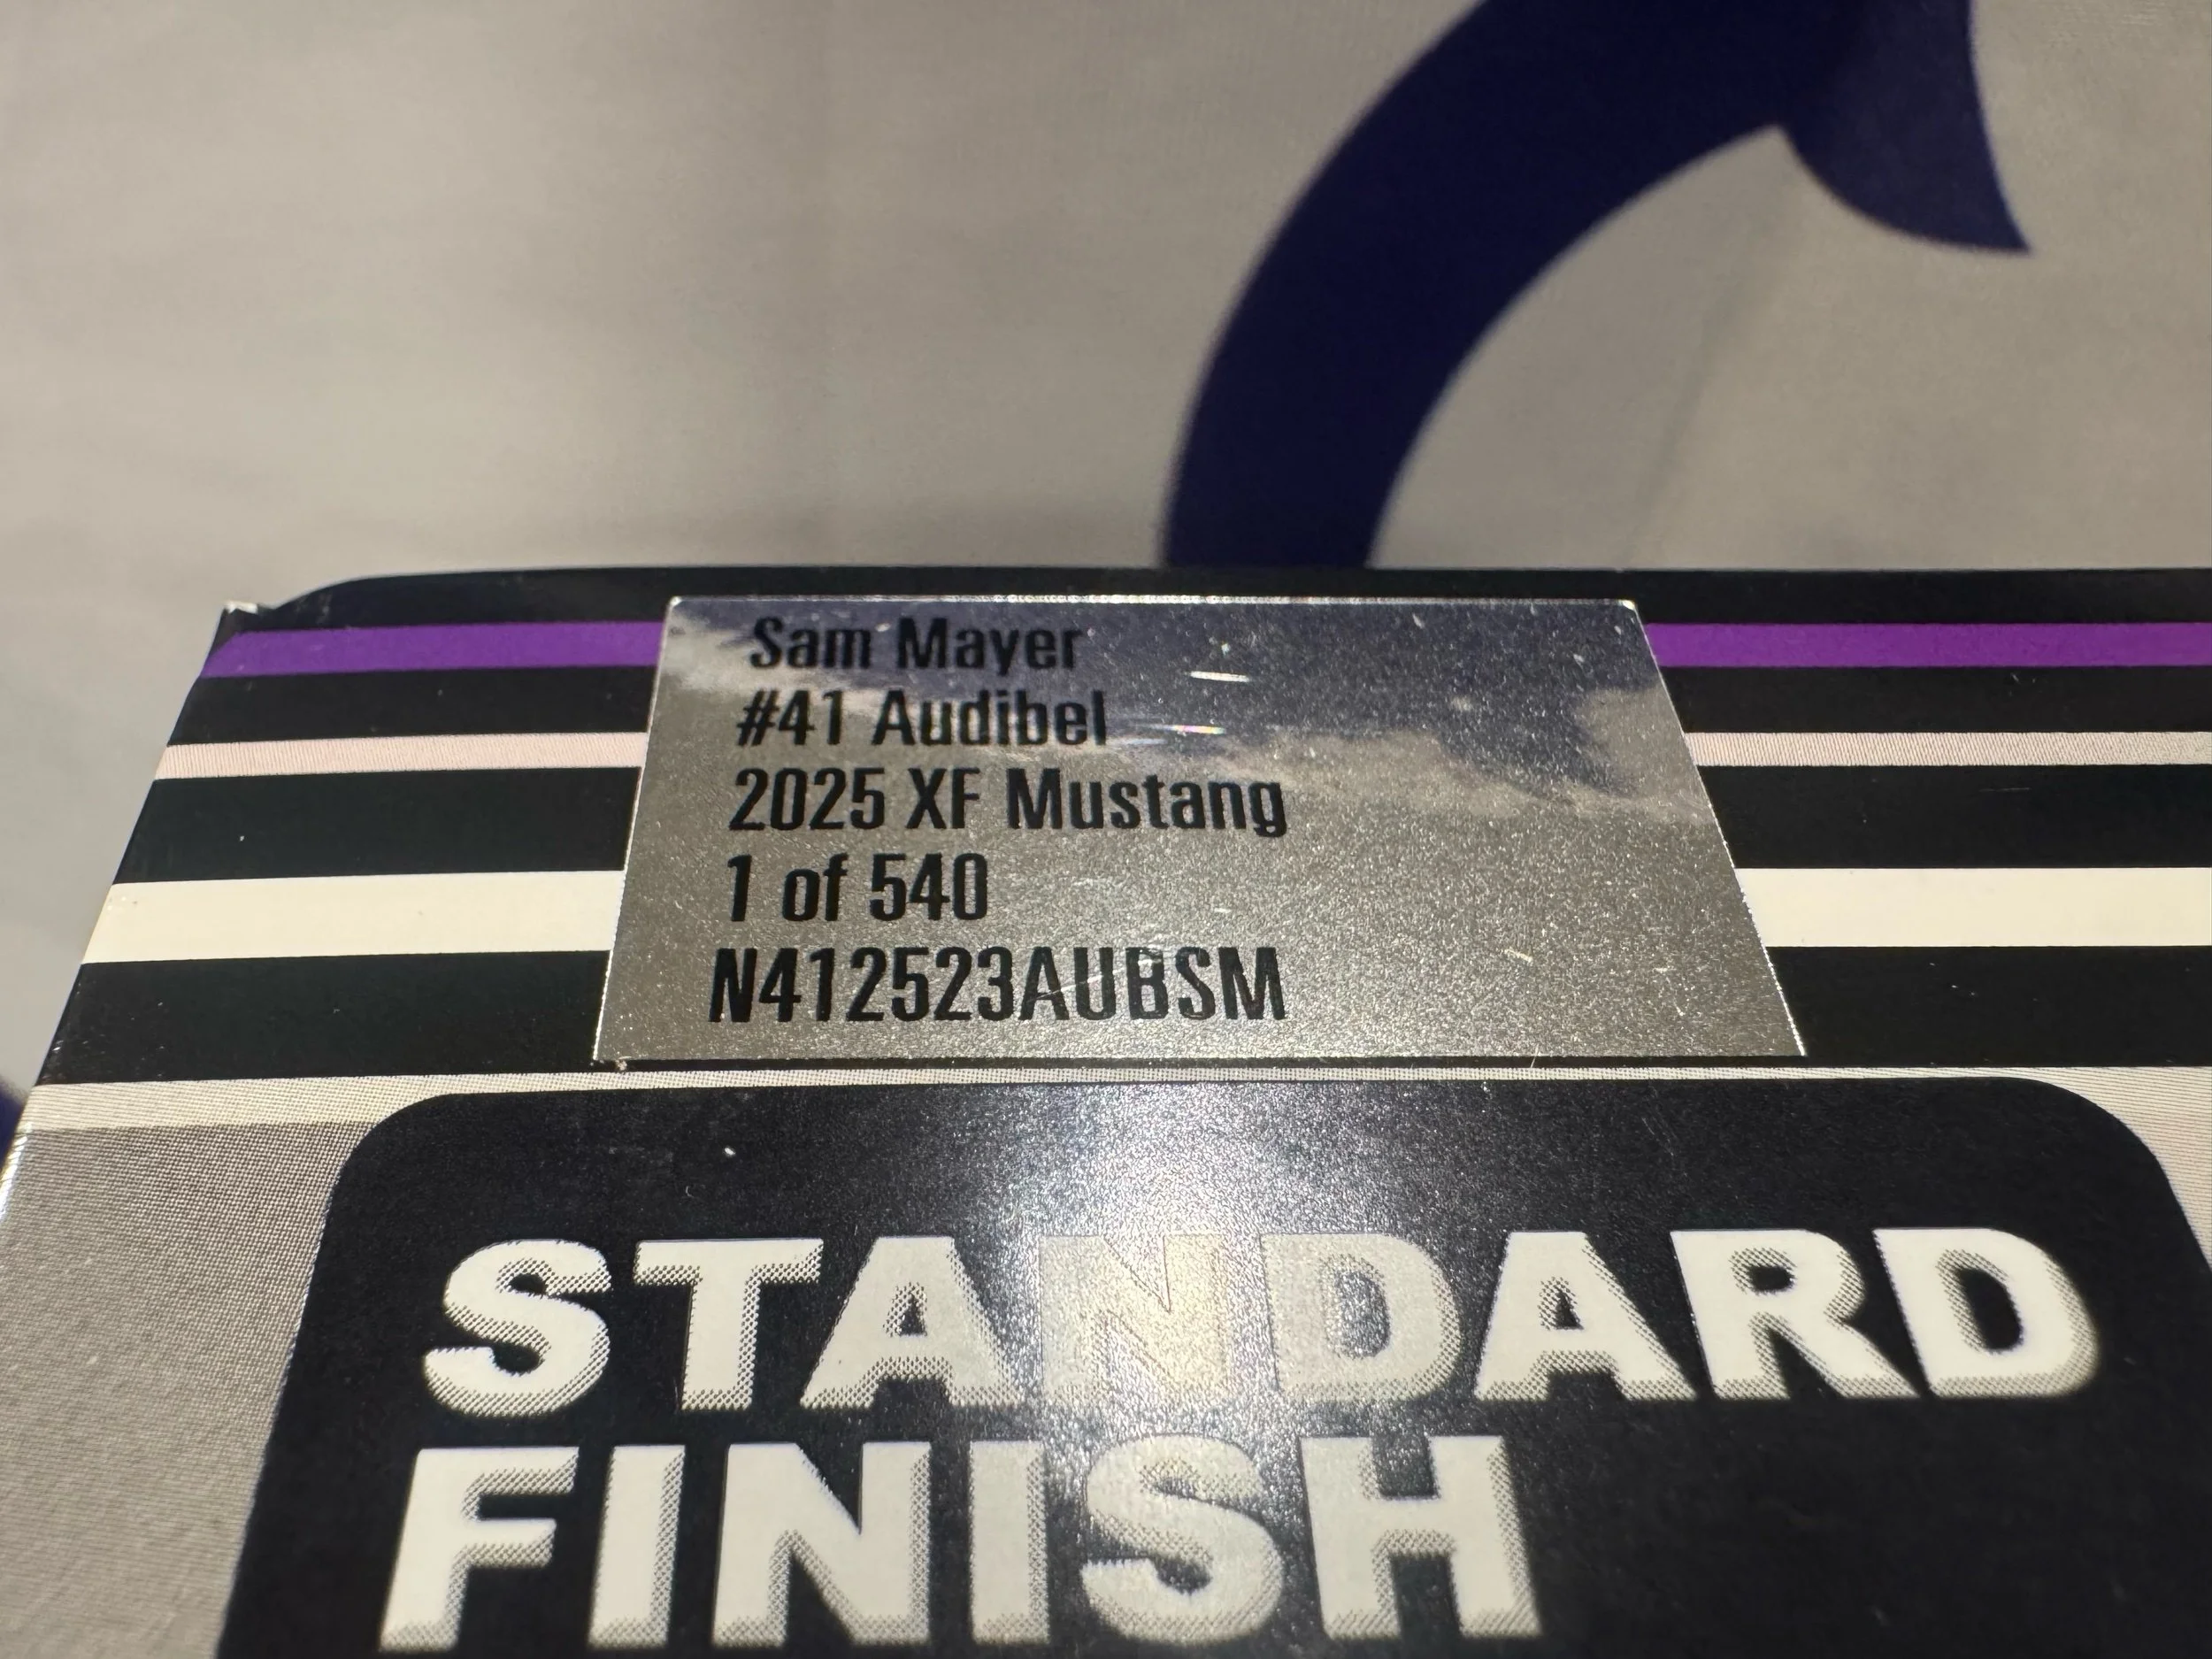 Sam Mayer
#41 Audibel
2025 XF Mustang
1 of 540
N412523AUBSM
STANDARD
FINISH